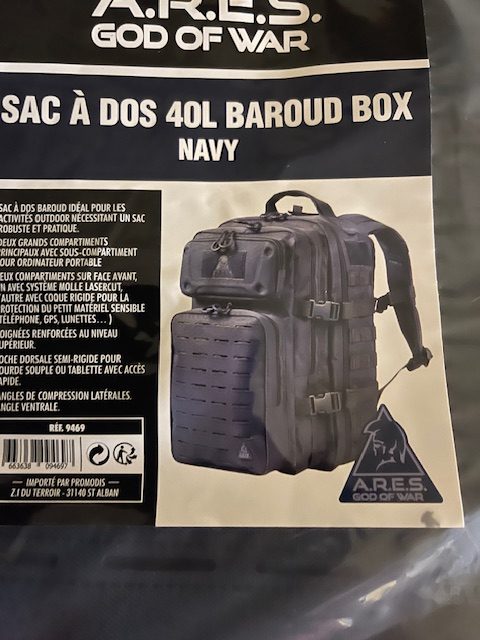 A.R.E.S.
GOD OF WAR
SAC À DOS 40L BAROUD BOX
NAVY
SAC À DOS BAROUD IDÉAL POUR LES
ACTIVITÉS OUTDOOR NÉCESSITANT UN SAC
ROBUSTE ET PRATIQUE.
DEUX GRANDS COMPARTIMENTS
PRINCIPAUX AVEC SOUS-COMPARTIMENT
POUR ORDINATEUR PORTABLE
DEUX COMPARTIMENTS SUR FACE AVANT,
UN AVEC SYSTÈME MOLLE LASERCUT,
L'AUTRE AVEC COQUE RIGIDE POUR LA
PROTECTION DU PETIT MATÉRIEL SENSIBLE
(TÉLÉPHONE, GPS, LUNETTES... )
POIGNÉES RENFORCÉES AU NIVEAU
SUPÉRIEUR.
POCHE DORSALE SEMI-RIGIDE POUR
GOURDE SOUPLE OU TABLETTE AVEC ACCÈS
RAPIDE.
SANGLES DE COMPRESSION LATÉRALES.
SANGLE VENTRALE.
RÉF. 9469
663638 094697
IMPORTÉ PAR PROMODIS
Z.I DU TERROIR - 31140 ST ALBAN
A.R.E.S.
GOD OF WAR